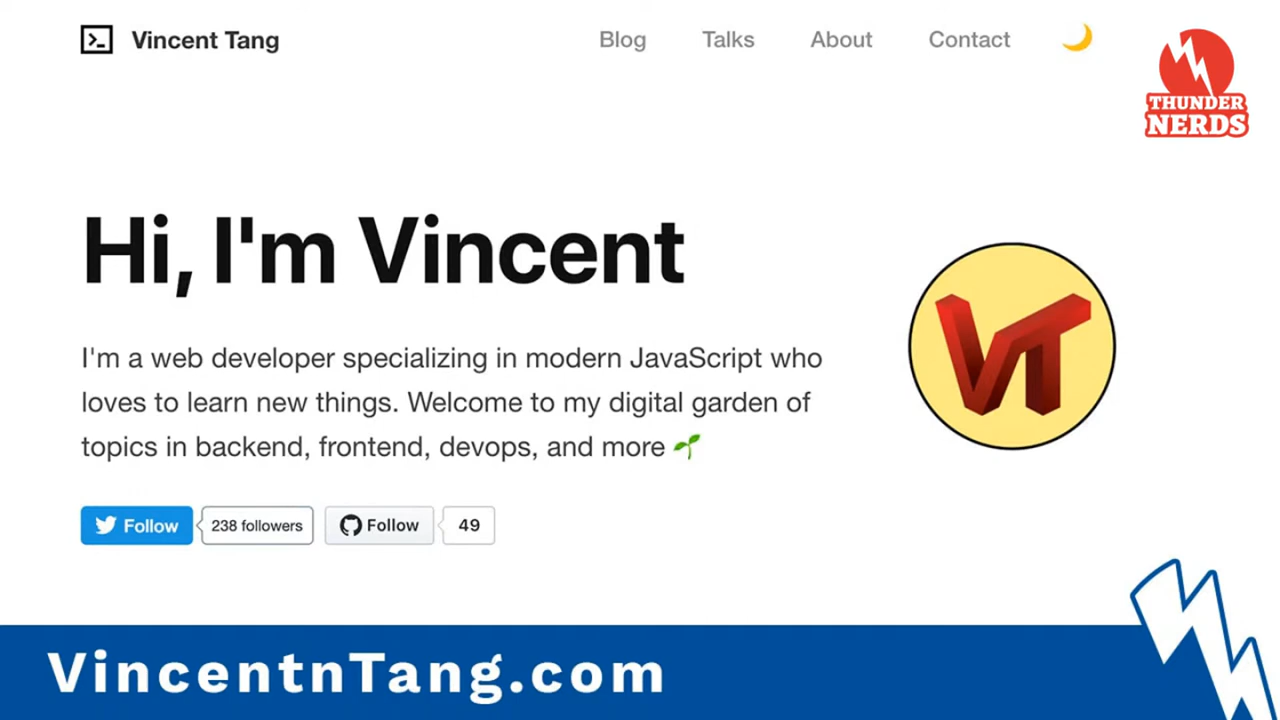 Vincent Tang
Blog
Talks
About
Contact
THUNDER
NERDS
Hi, I'm Vincent
I'm a web developer specializing in modern JavaScript who
loves to learn new things. Welcome to my digital garden of
topics in backend, frontend, devops, and more
VT
Follow
238 followers
Follow
49
VincentnTang.com